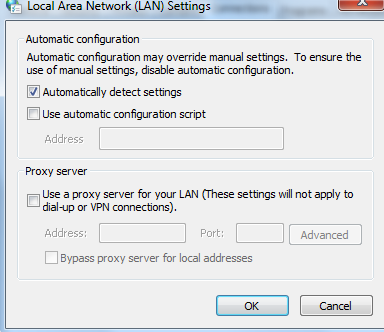 Local Area Network (LAN) Settings
Automatic configuration
Automatic configuration may override manual settings. To ensure the
use of manual settings, disable automatic configuration.
Automatically detect settings
Use automatic configuration script
Address
Proxy server
Use a proxy server for your LAN (These settings will not apply to
dial-up or VPN connections).
Address: Port: Advanced
Bypass proxy server for local addresses
OK Cancel